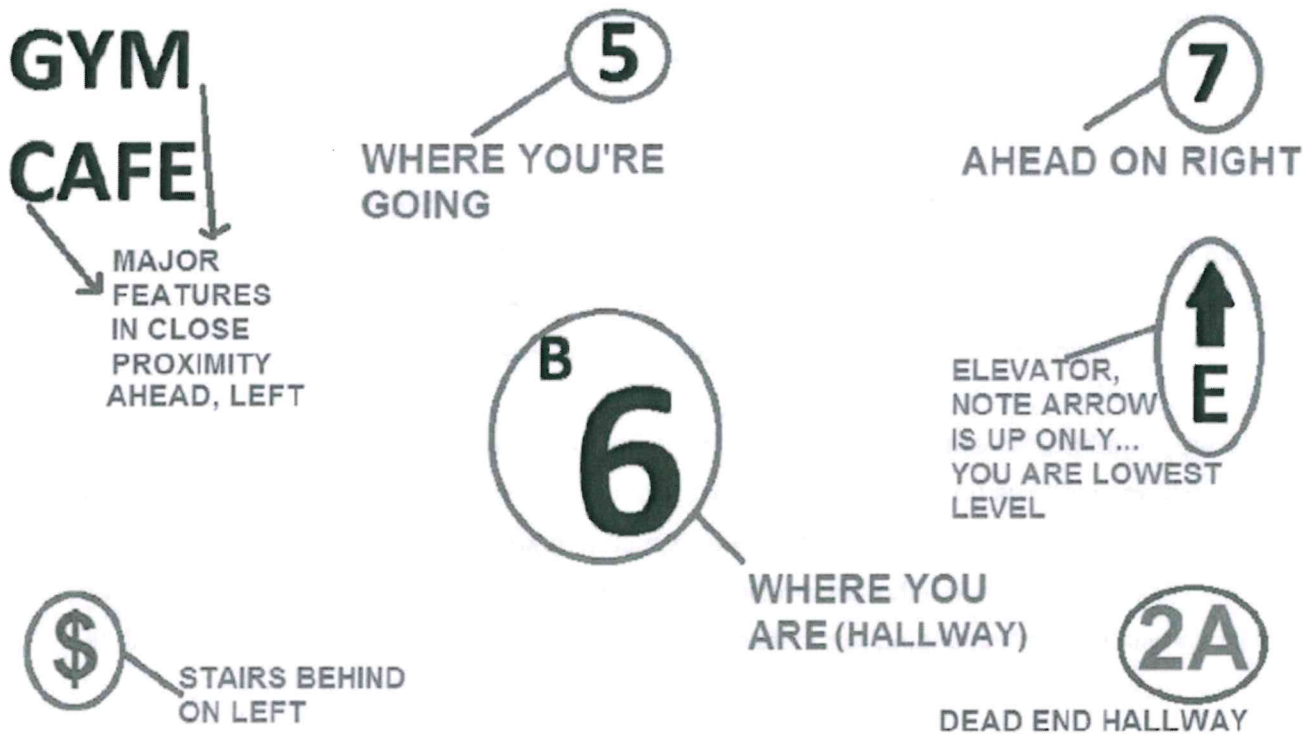 GYM
CAFE
MAJOR
FEATURES
IN CLOSE
PROXIMITY
AHEAD, LEFT
5
WHERE YOU'RE
GOING
7
AHEAD ON RIGHT
E
ELEVATOR,
NOTE ARROW
IS UP ONLY...
YOU ARE LOWEST
LEVEL
B
6
WHERE YOU
ARE (HALLWAY)
$
STAIRS BEHIND
ON LEFT
2A
DEAD END HALLWAY